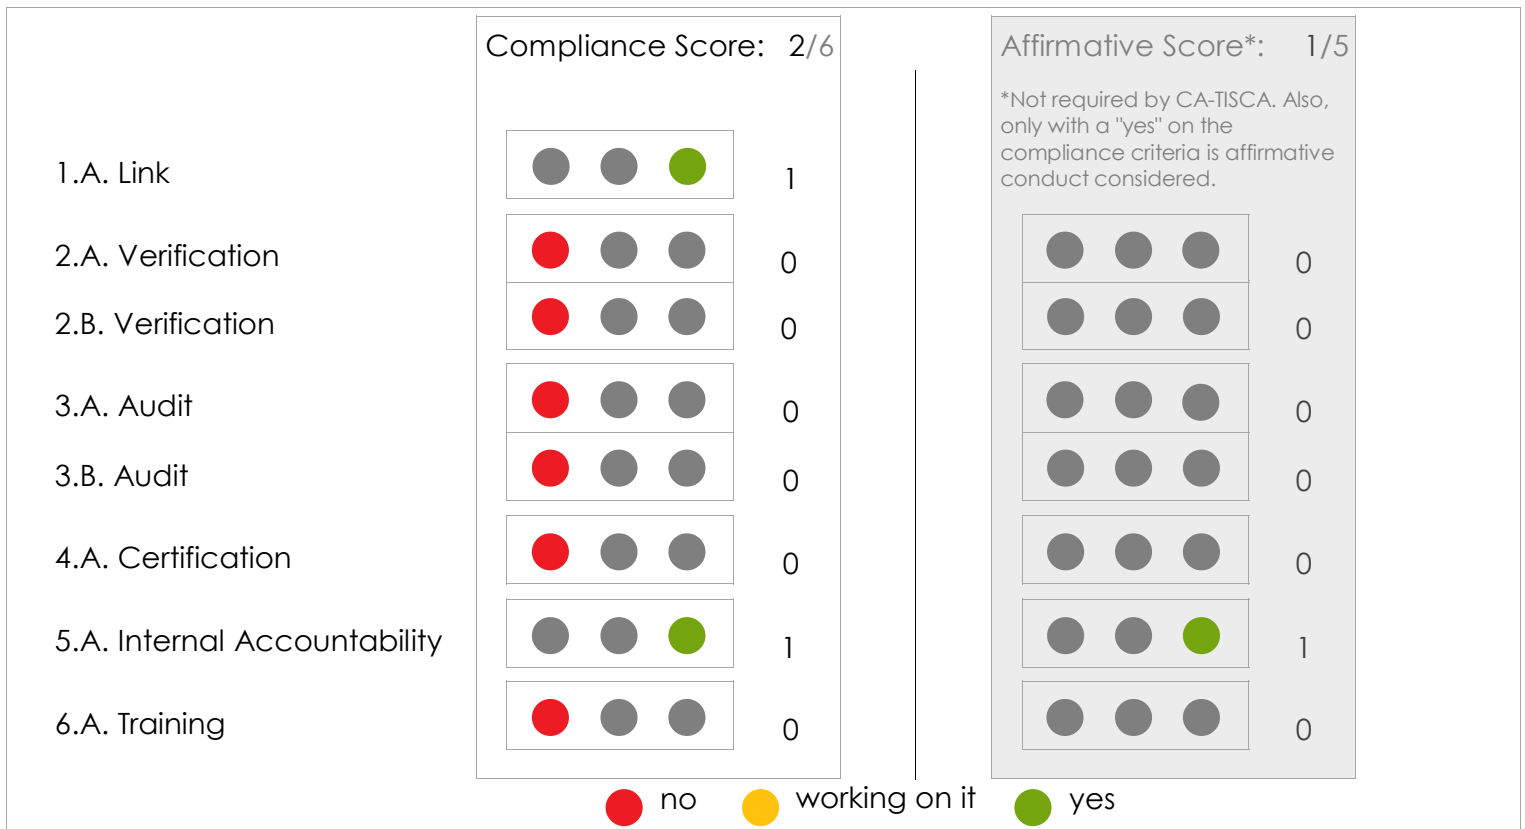 Compliance Score: 2/6
Affirmative Score*: 1/5
*Not required by CA-TISCA. Also,
only with a "yes" on the
compliance criteria is affirmative
conduct considered.
1.A. Link 1
2.A. Verification 0 0
2.B. Verification 0 0
3.A. Audit 0 0
3.B. Audit 0 0
4.A. Certification 0 0
5.A. Internal Accountability 1 1
6.A. Training 0 0
no working on it yes